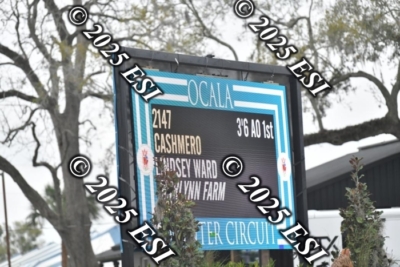 OCALA
2147 3'6 AO 1st
CASHMERO
LINDSEY WARD
LYNN FARM
TER CIRCUIT
© 2025 ESI
© 2025 ESI
© 2025 ESI
© 2025 ESI